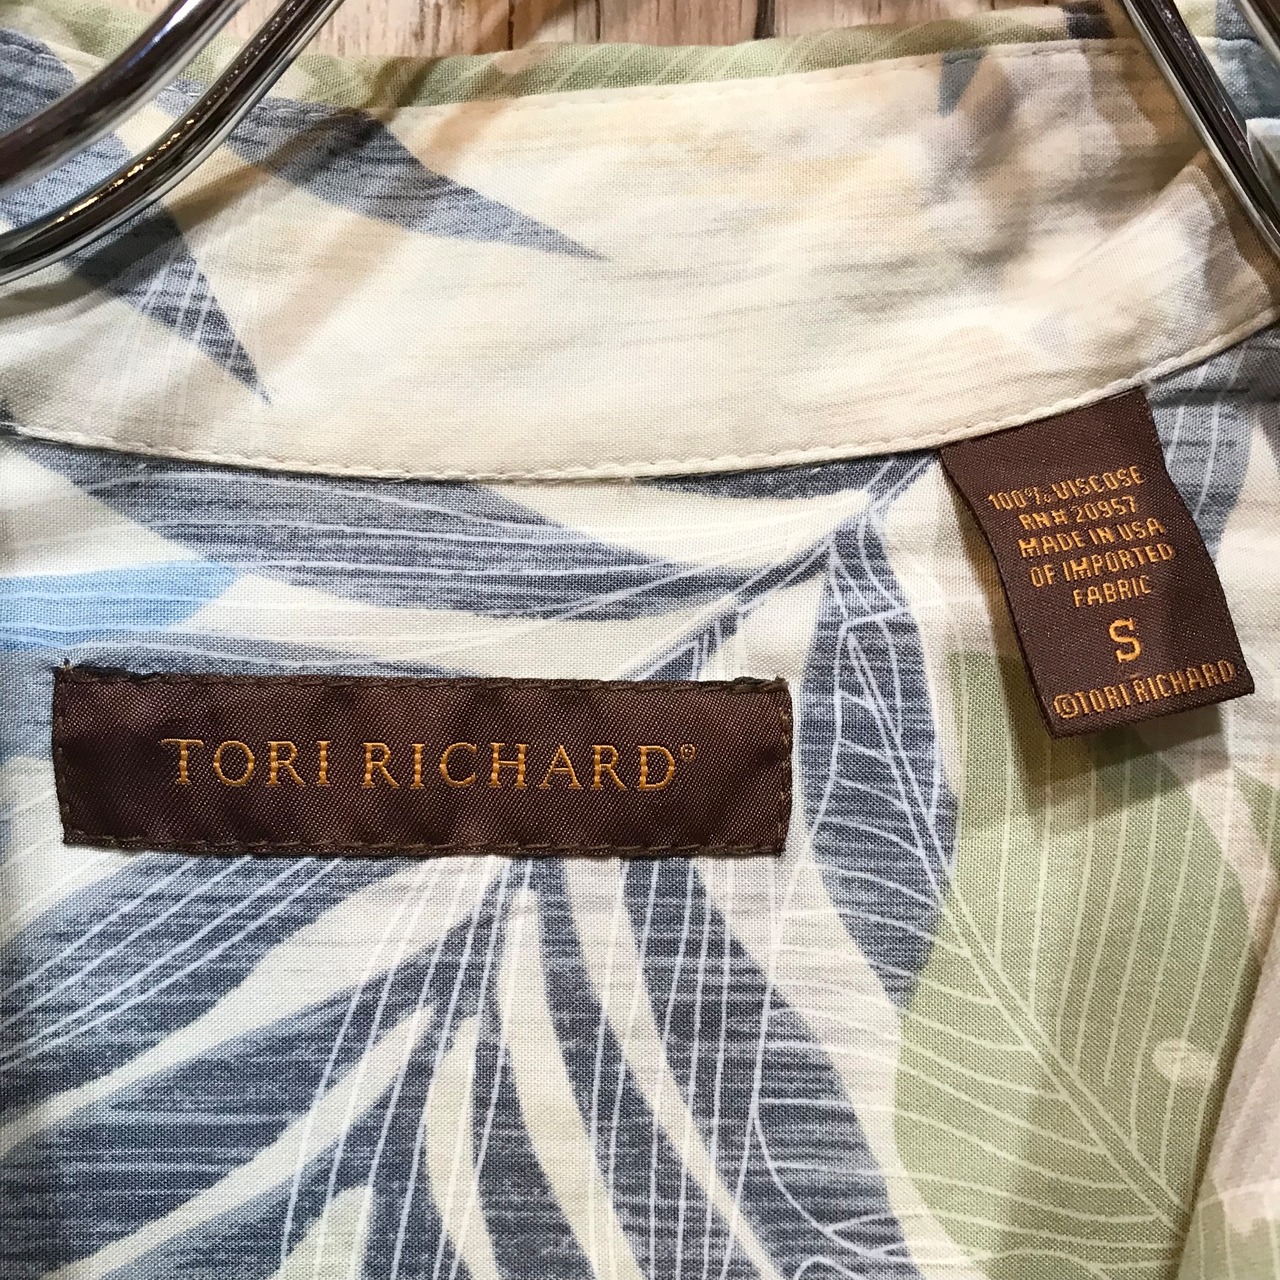 100% VISCOSE
RN# 20957
MADE IN USA
OF IMPORTED
FABRIC
S
©TORI RICHARD
TORI RICHARD®